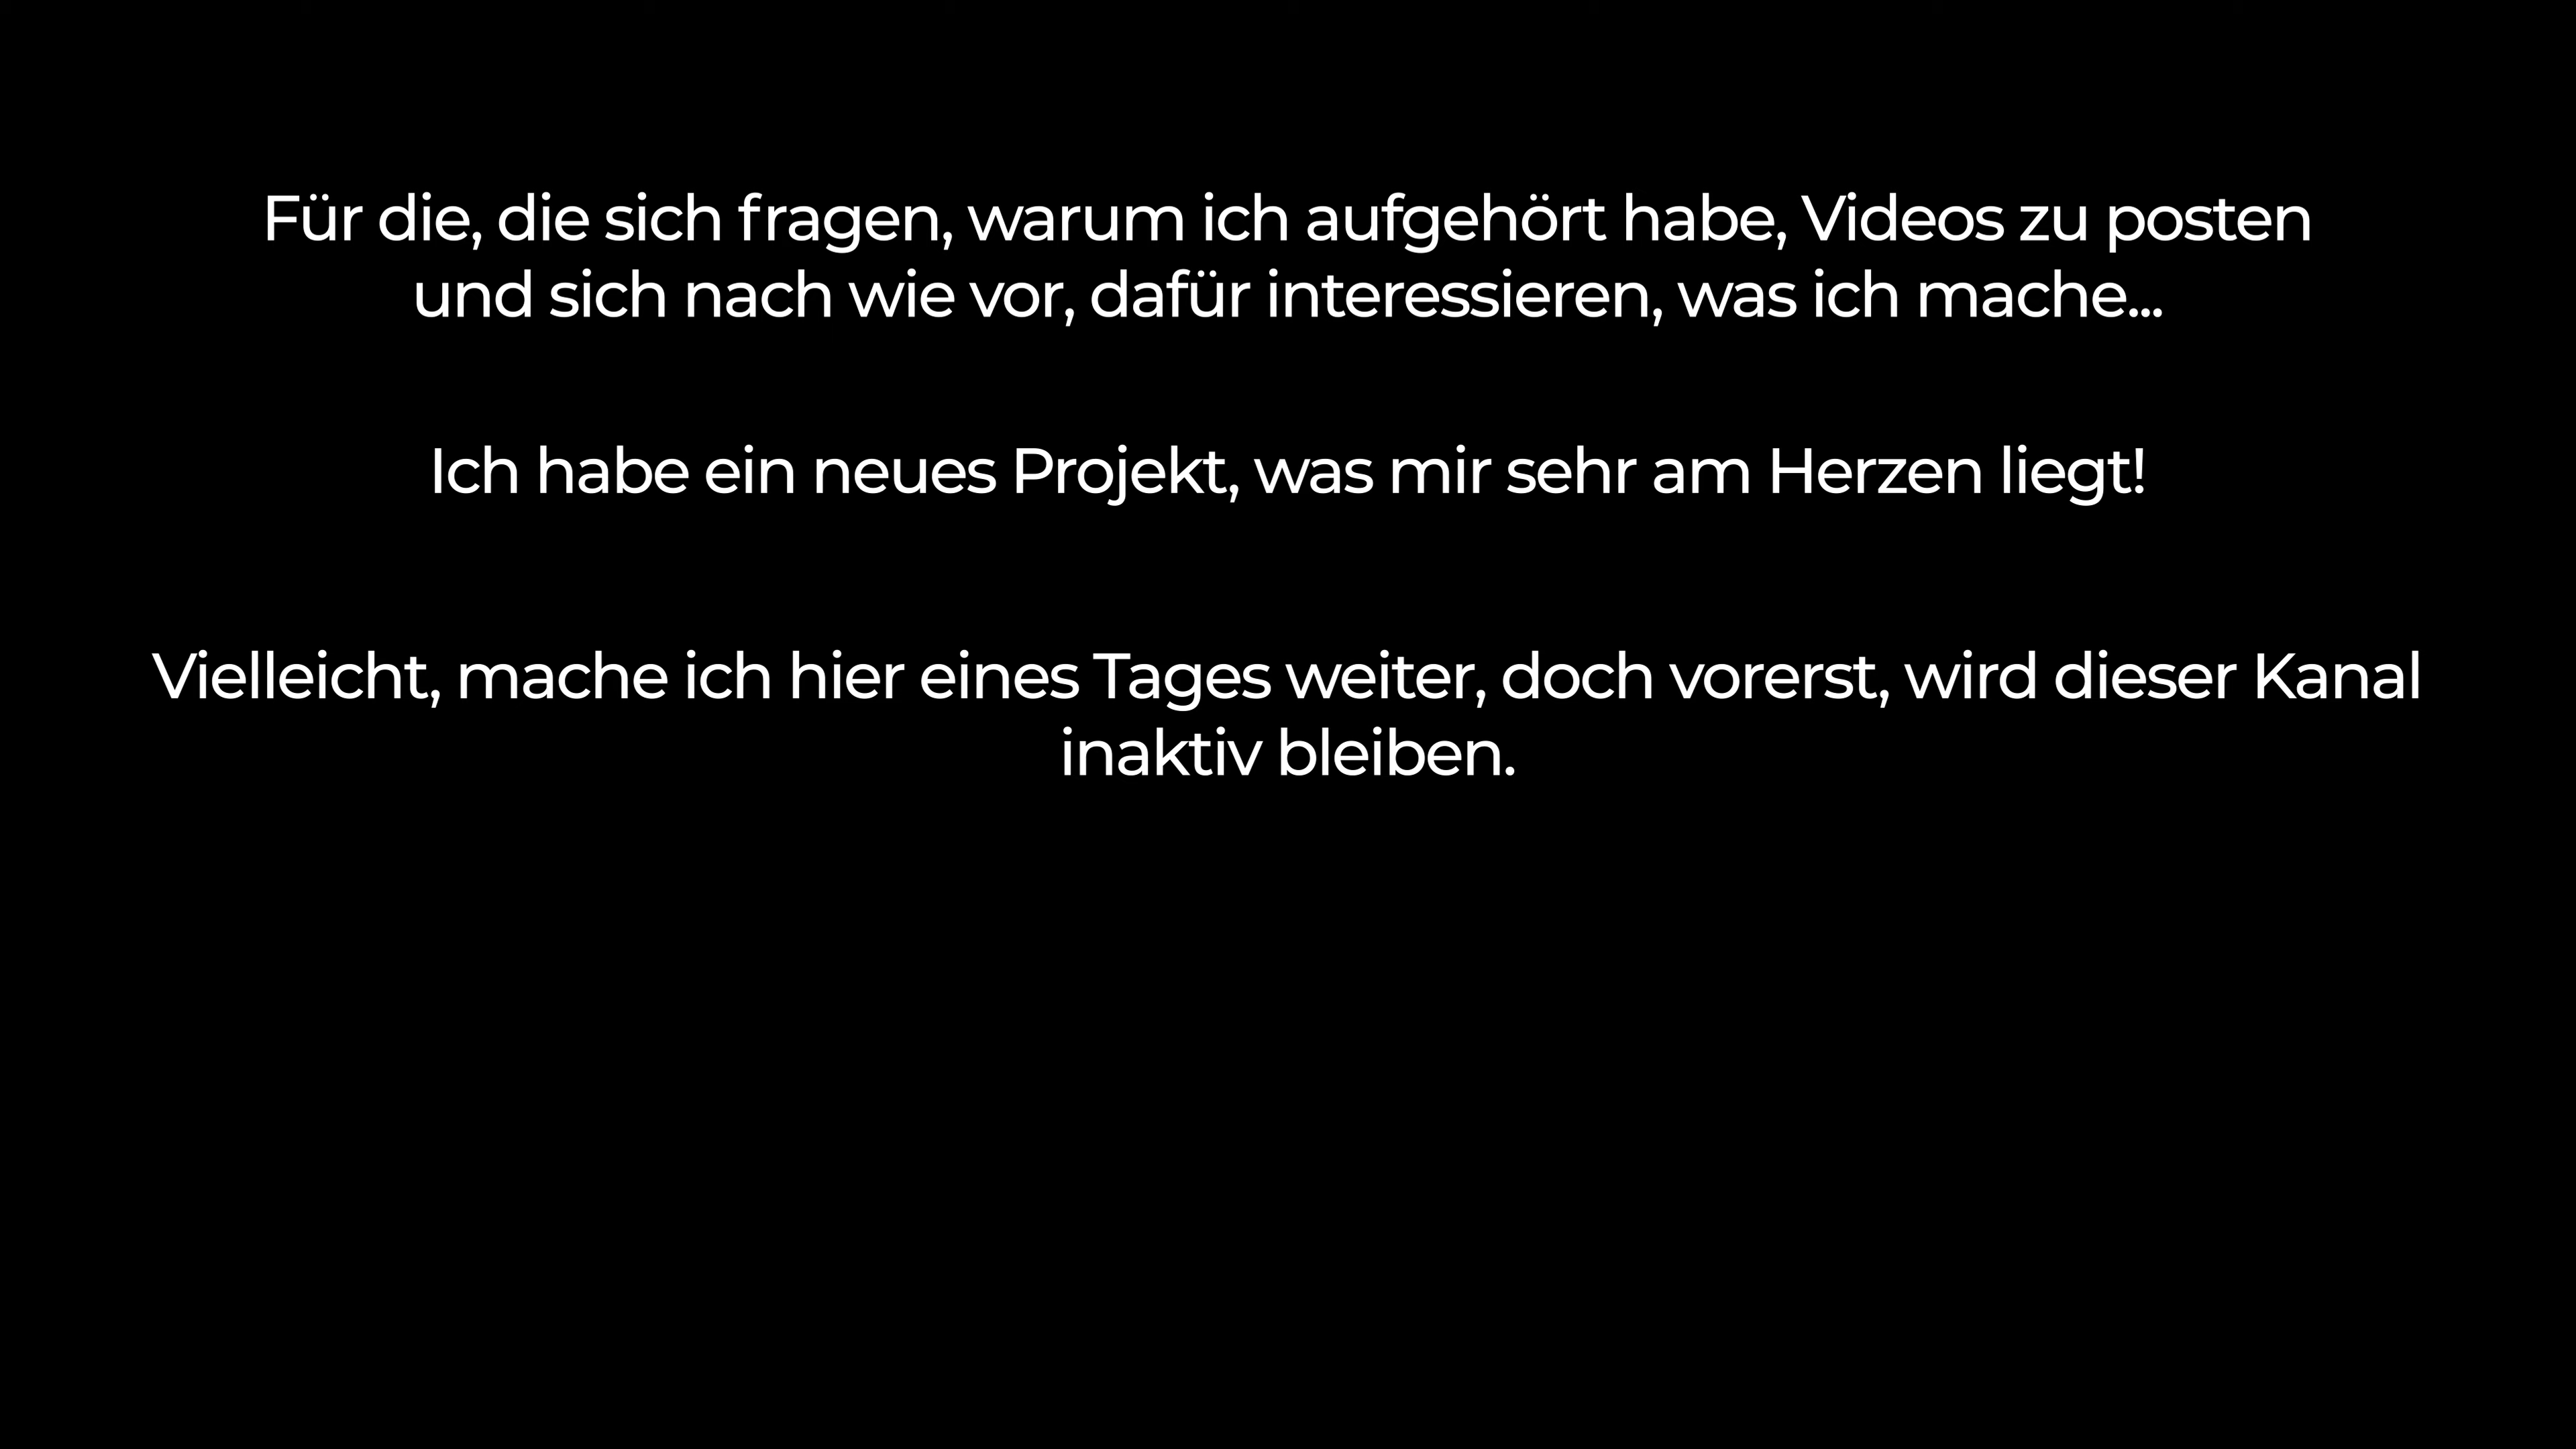 Für die, die sich fragen, warum ich aufgehört habe, Videos zu posten
und sich nach wie vor, dafür interessieren, was ich mache...
Ich habe ein neues Projekt, was mir sehr am Herzen liegt!
Vielleicht, mache ich hier eines Tages weiter, doch vorerst, wird dieser Kanal
inaktiv bleiben.